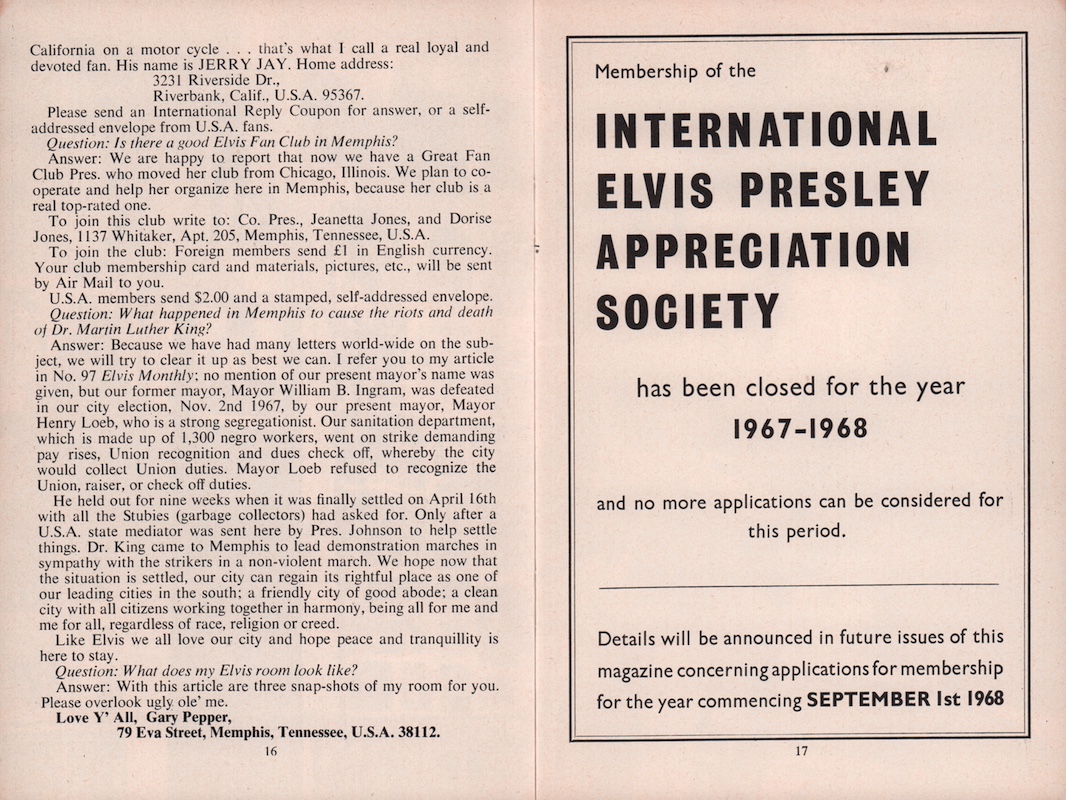 California on a motor cycle . . . that's what I call a real loyal and
devoted fan. His name is JERRY JAY. Home address:
3231 Riverside Dr.,
Riverbank, Calif., U.S.A. 95367.
Please send an International Reply Coupon for answer, or a self-
addressed envelope from U.S.A. fans.
Question: Is there a good Elvis Fan Club in Memphis?
Answer: We are happy to report that now we have a Great Fan
Club Pres. who moved her club from Chicago, Illinois. We plan to co-
operate and help her organize here in Memphis, because her club is a
real top-rated one.
To join this club write to: Co. Pres., Jeanetta Jones, and Dorise
Jones, 1137 Whitaker, Apt. 205, Memphis, Tennessee, U.S.A.
To join the club: Foreign members send £1 in English currency.
Your club membership card and materials, pictures, etc., will be sent
by Air Mail to you.
U.S.A. members send $2.00 and a stamped, self-addressed envelope.
Question: What happened in Memphis to cause the riots and death
of Dr. Martin Luther King?
Answer: Because we have had many letters world-wide on the sub-
ject, we will try to clear it up as best we can. I refer you to my article
in No. 97 Elvis Monthly; no mention of our present mayor's name was
given, but our former mayor, Mayor William B. Ingram, was defeated
in our city election, Nov. 2nd 1967, by our present mayor, Mayor
Henry Loeb, who is a strong segregationist. Our sanitation department,
which is made up of 1,300 negro workers, went on strike demanding
pay rises, Union recognition and dues check off, whereby the city
would collect Union duties. Mayor Loeb refused to recognize the
Union, raiser, or check off duties.
He held out for nine weeks when it was finally settled on April 16th
with all the Stubies (garbage collectors) had asked for. Only after a
U.S.A. state mediator was sent here by Pres. Johnson to help settle
things. Dr. King came to Memphis to lead demonstration marches in
sympathy with the strikers in a non-violent march. We hope now that
the situation is settled, our city can regain its rightful place as one of
our leading cities in the south; a friendly city of good abode; a clean
city with all citizens working together in harmony, being all for me and
me for all, regardless of race, religion or creed.
Like Elvis we all love our city and hope peace and tranquillity is
here to stay.
Question: What does my Elvis room look like?
Answer: With this article are three snap-shots of my room for you.
Please overlook ugly ole' me.
Love Y' All, Gary Pepper,
79 Eva Street, Memphis, Tennessee, U.S.A. 38112.
16
Membership of the
INTERNATIONAL
ELVIS PRESLEY
APPRECIATION
SOCIETY
has been closed for the year
1967-1968
and no more applications can be considered for
this period.
Details will be announced in future issues of this
magazine concerning applications for membership
for the year commencing SEPTEMBER 1st 1968
17